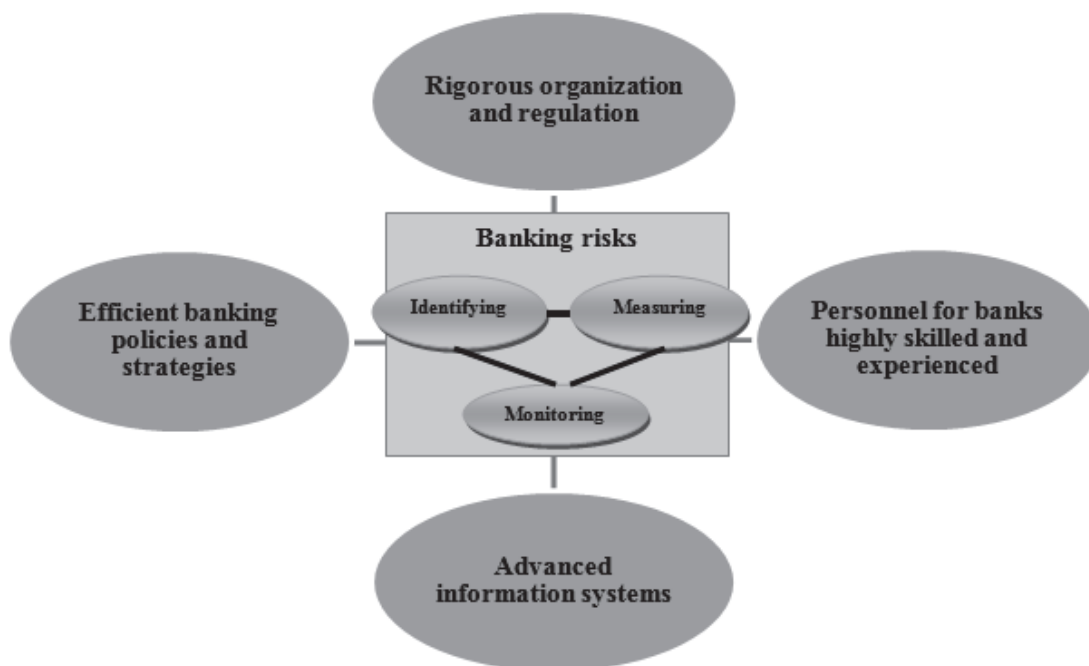 Rigorous organization
and regulation
Banking risks
Identifying
Measuring
Monitoring
Efficient banking
policies and
strategies
Personnel for banks
highly skilled and
experienced
Advanced
information systems